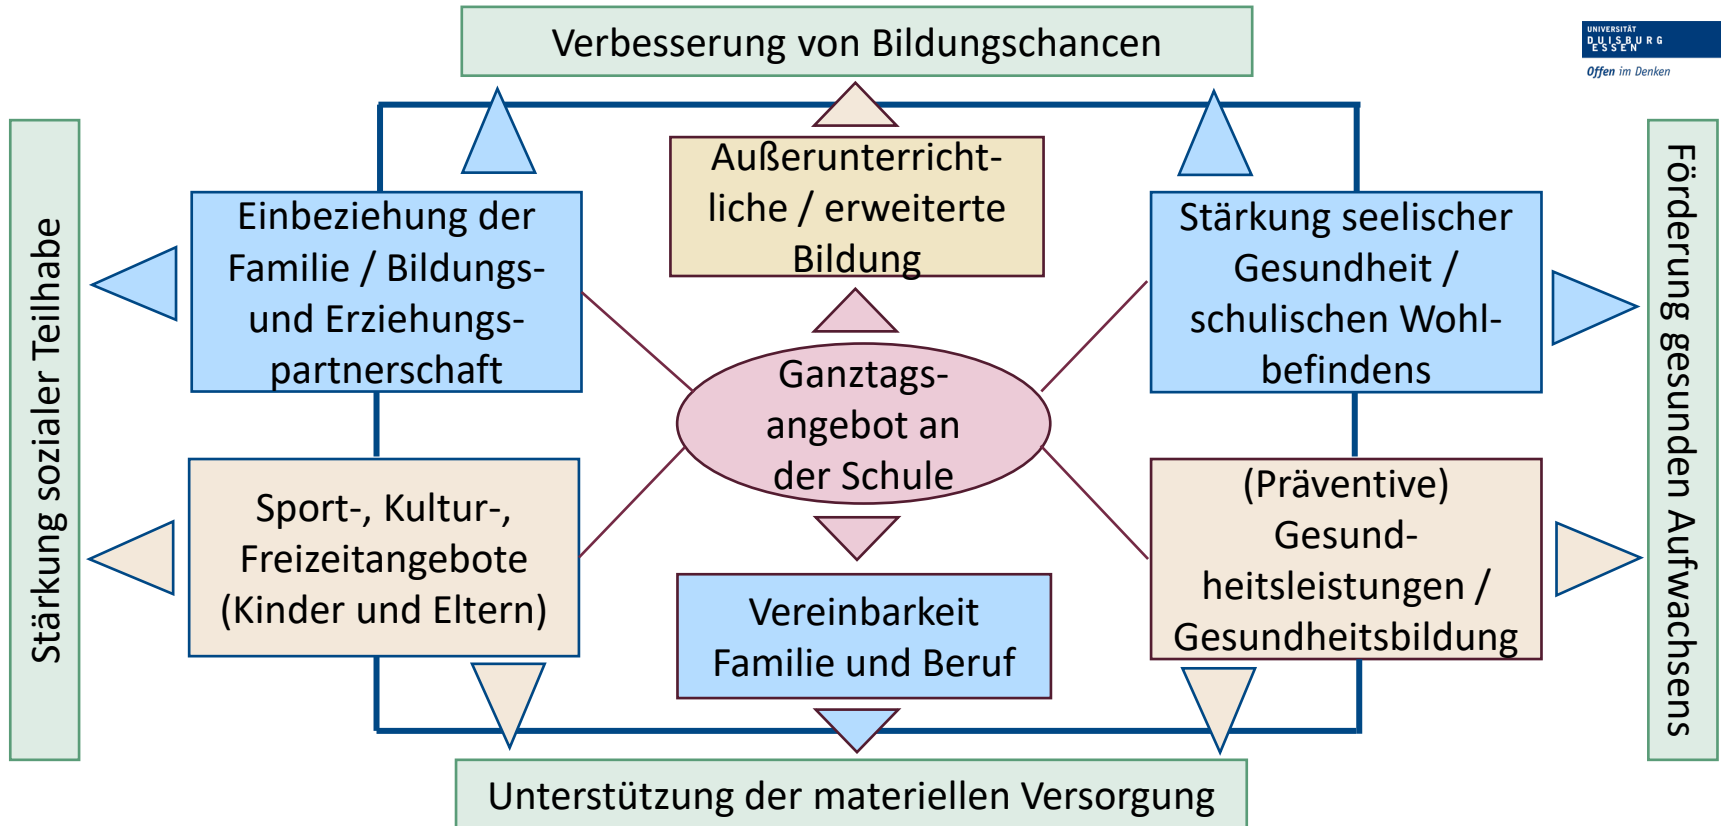 Verbesserung von Bildungschancen
UNIVERSITÄT
DUISBURG
ESSEN
Offen im Denken
Stärkung sozialer Teilhabe
Einbeziehung der
Familie / Bildungs-
und Erziehungs-
partnerschaft
Außerunterricht-
liche / erweiterte
Bildung
Stärkung seelischer
Gesundheit /
schulischen Wohl-
befindens
Förderung gesunden Aufwachsens
Ganztags-
angebot an
der Schule
Sport-, Kultur-,
Freizeitangebote
(Kinder und Eltern)
Vereinbarkeit
Familie und Beruf
(Präventive)
Gesund-
heitsleistungen /
Gesundheitsbildung
Unterstützung der materiellen Versorgung